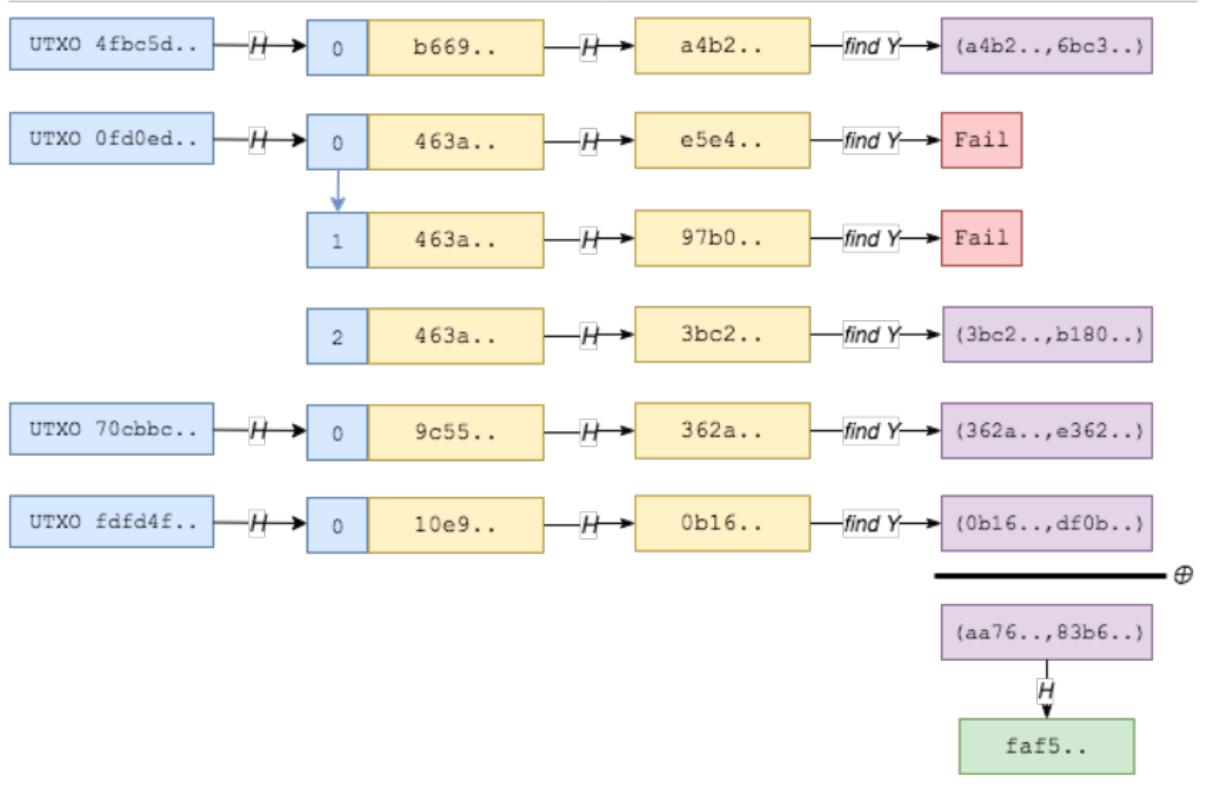 UTXO 4fbc5d.. H 0 b669.. H a4b2.. find Y (a4b2..,6bc3..)
UTXO 0fd0ed.. H 0 463a.. H e5e4.. find Y Fail
1 463a.. H 97b0.. find Y Fail
2 463a.. H 3bc2.. find Y (3bc2..,b180..)
UTXO 70cbbc.. H 0 9c55.. H 362a.. find Y (362a..,e362..)
UTXO fdfd4f.. H 0 10e9.. H 0b16.. find Y (0b16..,df0b..)
⊕
(aa76..,83b6..)
H
faf5..